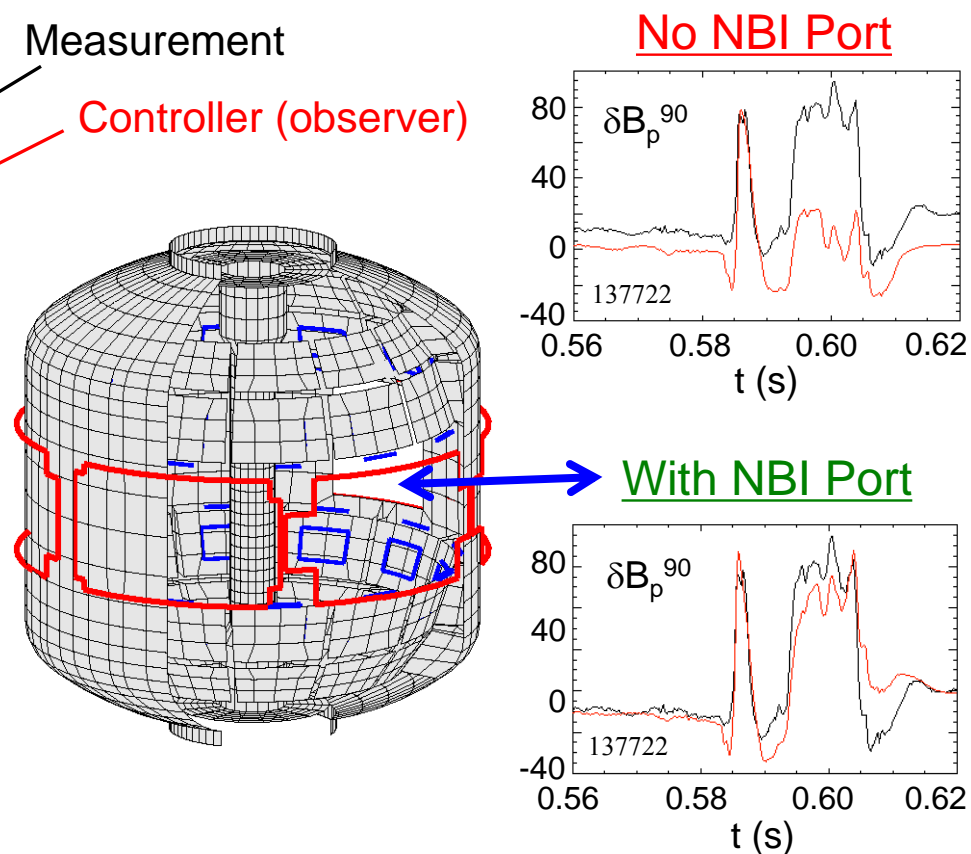 Measurement
Controller (observer)
No NBI Port
80
40
0
-40
δBp90
137722
0.56 0.58 0.60 0.62
t (s)
With NBI Port
80
40
0
-40
δBp90
137722
0.56 0.58 0.60 0.62
t (s)